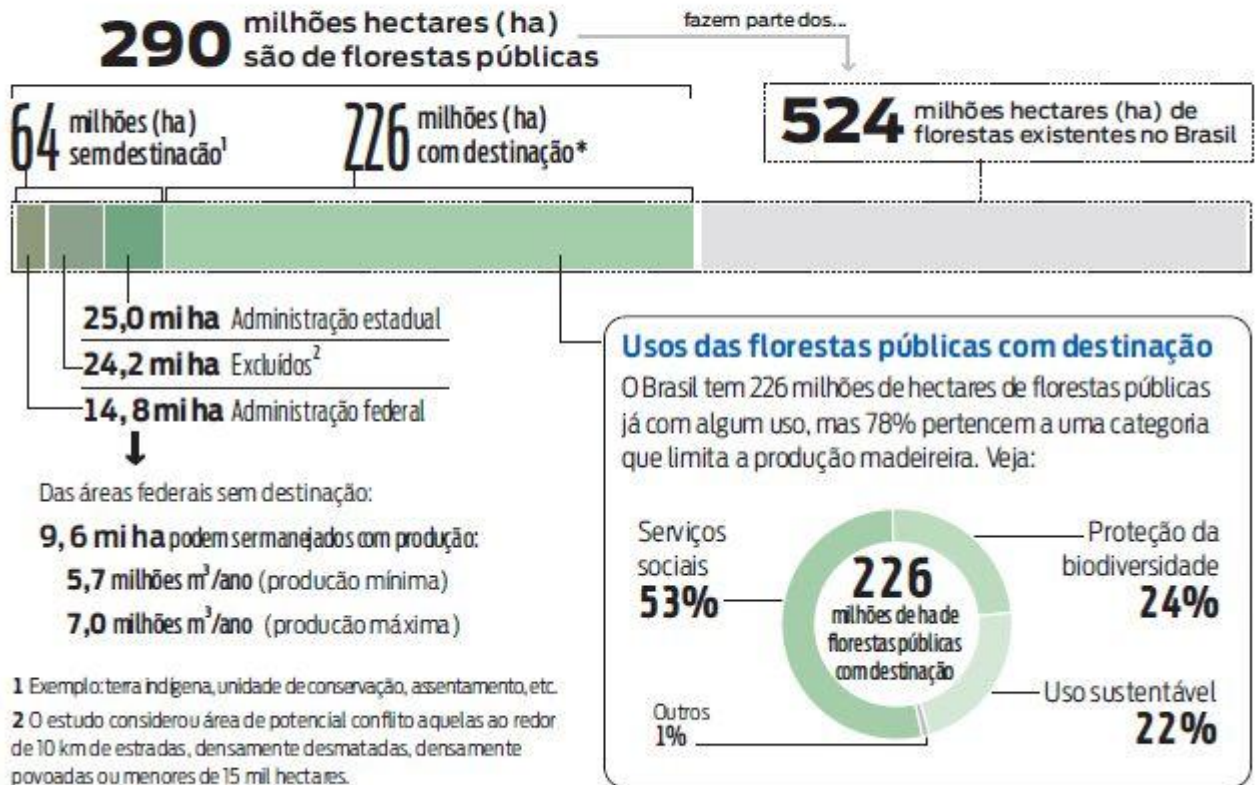 290 milhões hectares (ha)
são de florestas públicas
fazem parte dos...
524 milhões hectares (ha) de
florestas existentes no Brasil
64 milhões (ha)
sem destinacão¹
226 milhões (ha)
com destinação*
25,0 mi ha Administração estadual
24,2 mi ha Excluídos²
14,8 mi ha Administração federal
Das áreas federais sem destinação:
9,6 mi ha podem ser manejados com produção:
5,7 milhões m³/ano (producão mínima)
7,0 milhões m³/ano (producão máxima)
1 Exemplo: terra indígena, unidade de conservação, assentamento, etc.
2 O estudo considerou área de potencial conflito aquelas ao redor
de 10 km de estradas, densamente desmatadas, densamente
povoadas ou menores de 15 mil hectares.
Usos das florestas públicas com destinação
O Brasil tem 226 milhões de hectares de florestas públicas
já com algum uso, mas 78% pertencem a uma categoria
que limita a produção madeireira. Veja:
Serviços
sociais
53%
Proteção da
biodiversidade
24%
226
milhões de ha de
florestas públicas
com destinação
Uso sustentável
22%
Outros
1%